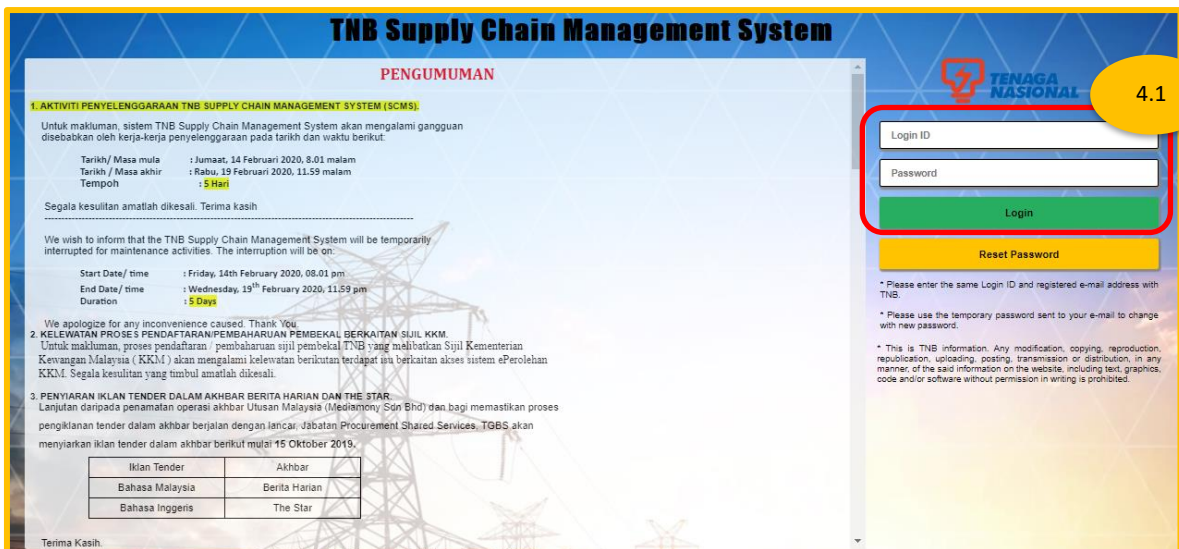 TNB Supply Chain Management System
PENGUMUMAN
1. AKTIVITI PENYELENGGARAAN TNB SUPPLY CHAIN MANAGEMENT SYSTEM (SCMS).
Untuk makluman, sistem TNB Supply Chain Management System akan mengalami gangguan
disebabkan oleh kerja-kerja penyelenggaraan pada tarikh dan waktu berikut:
Tarikh/ Masa mula : Jumaat, 14 Februari 2020, 8.01 malam
Tarikh / Masa akhir : Rabu, 19 Februari 2020, 11.59 malam
Tempoh : 5 Hari
Segala kesulitan amatlah dikesali. Terima kasih
We wish to inform that the TNB Supply Chain Management System will be temporarily
interrupted for maintenance activities. The interruption will be on:
Start Date/ time : Friday, 14th February 2020, 08.01 pm
End Date/ time : Wednesday, 19th February 2020, 11.59 pm
Duration : 5 Days
We apologize for any inconvenience caused. Thank You.
2. KELEWATAN PROSES PENDAFTARAN/PEMBAHARUAN PEMBEKAL BERKAITAN SIJIL KKM.
Untuk makluman, proses pendaftaran / pembaharuan sijil pembekal TNB yang melibatkan Sijil Kementerian
Kewangan Malaysia ( KKM ) akan mengalami kelewatan berikutan terdapat isu berkaitan akses sistem ePerolehan
KKM. Segala kesulitan yang timbul amatlah dikesali.
3. PENYIARAN IKLAN TENDER DALAM AKHBAR BERITA HARIAN DAN THE STAR.
Lanjutan daripada penamatan operasi akhbar Utusan Malaysia (Mediamony Sdn Bhd) dan bagi memastikan proses
pengiklanan tender dalam akhbar berjalan dengan lancar, Jabatan Procurement Shared Services, TGBS akan
menyiarkan iklan tender dalam akhbar berikut mulai 15 Oktober 2019.
Iklan Tender Akhbar
Bahasa Malaysia Berita Harian
Bahasa Inggeris The Star
Terima Kasih.
TENAGA
NASIONAL
4.1
Login ID
Password
Login
Reset Password
* Please enter the same Login ID and registered e-mail address with
TNB.
* Please use the temporary password sent to your e-mail to change
with new password.
* This is TNB information. Any modification, copying, reproduction,
republication, uploading, posting, transmission or distribution, in any
manner, of the said information on the website, including text, graphics,
code and/or software without permission in writing is prohibited.